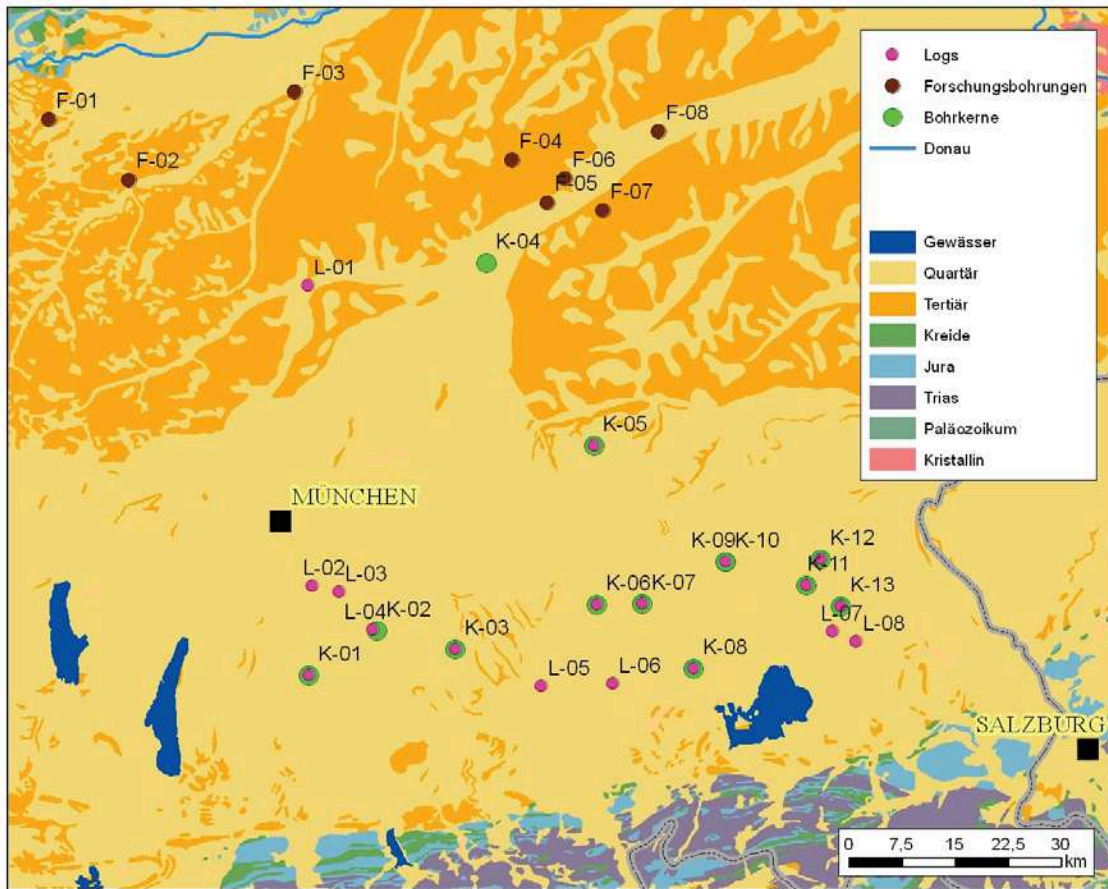 F-01
F-02
F-03
F-04
F-06
F-05
F-07
F-08
K-04
L-01
K-05
MÜNCHEN
L-02
L-03
L-04 K-02
K-03
K-01
K-09 K-10
K-12
K-11
K-06 K-07
K-13
L-07
L-08
K-08
L-05
L-06
SALZBURG
Logs
Forschungsbohrungen
Bohrkerne
Donau
Gewässer
Quartär
Tertiär
Kreide
Jura
Trias
Paläozoikum
Kristallin
0 7,5 15 22,5 30
km